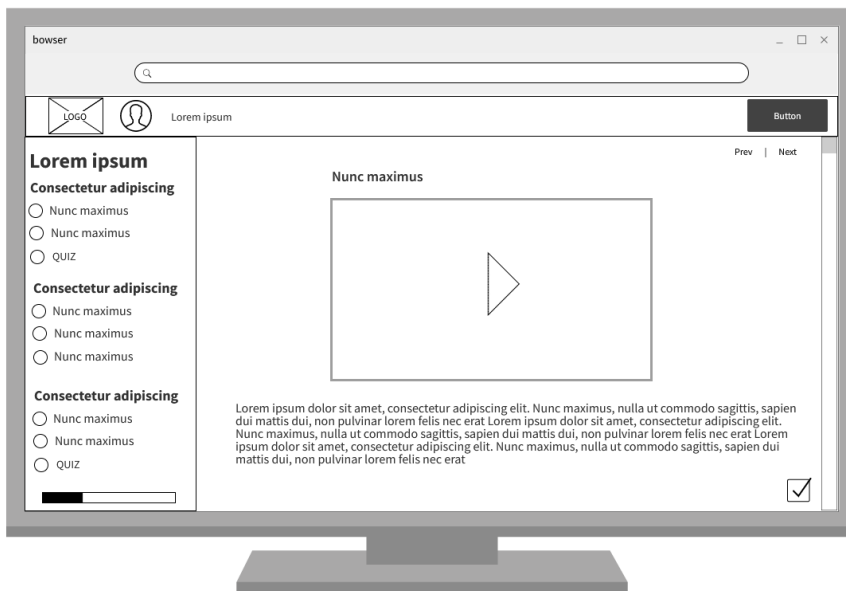 bowser
LOGO
Lorem ipsum
Button
Lorem ipsum
Consectetur adipiscing
Nunc maximus
Nunc maximus
QUIZ
Consectetur adipiscing
Nunc maximus
Nunc maximus
Nunc maximus
Consectetur adipiscing
Nunc maximus
Nunc maximus
QUIZ
Prev | Next
Nunc maximus
Lorem ipsum dolor sit amet, consectetur adipiscing elit. Nunc maximus, nulla ut commodo sagittis, sapien
dui mattis dui, non pulvinar lorem felis nec erat Lorem ipsum dolor sit amet, consectetur adipiscing elit.
Nunc maximus, nulla ut commodo sagittis, sapien dui mattis dui, non pulvinar lorem felis nec erat Lorem
ipsum dolor sit amet, consectetur adipiscing elit. Nunc maximus, nulla ut commodo sagittis, sapien dui
mattis dui, non pulvinar lorem felis nec erat